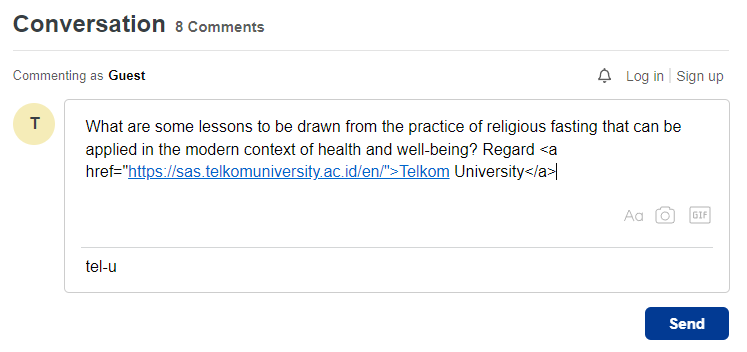 Conversation 8 Comments
Commenting as Guest
Log in Sign up
T
What are some lessons to be drawn from the practice of religious fasting that can be
applied in the modern context of health and well-being? Regard <a
href="https://sas.telkomuniversity.ac.id/en/">Telkom University</a>
Aa GIF
tel-u
Send